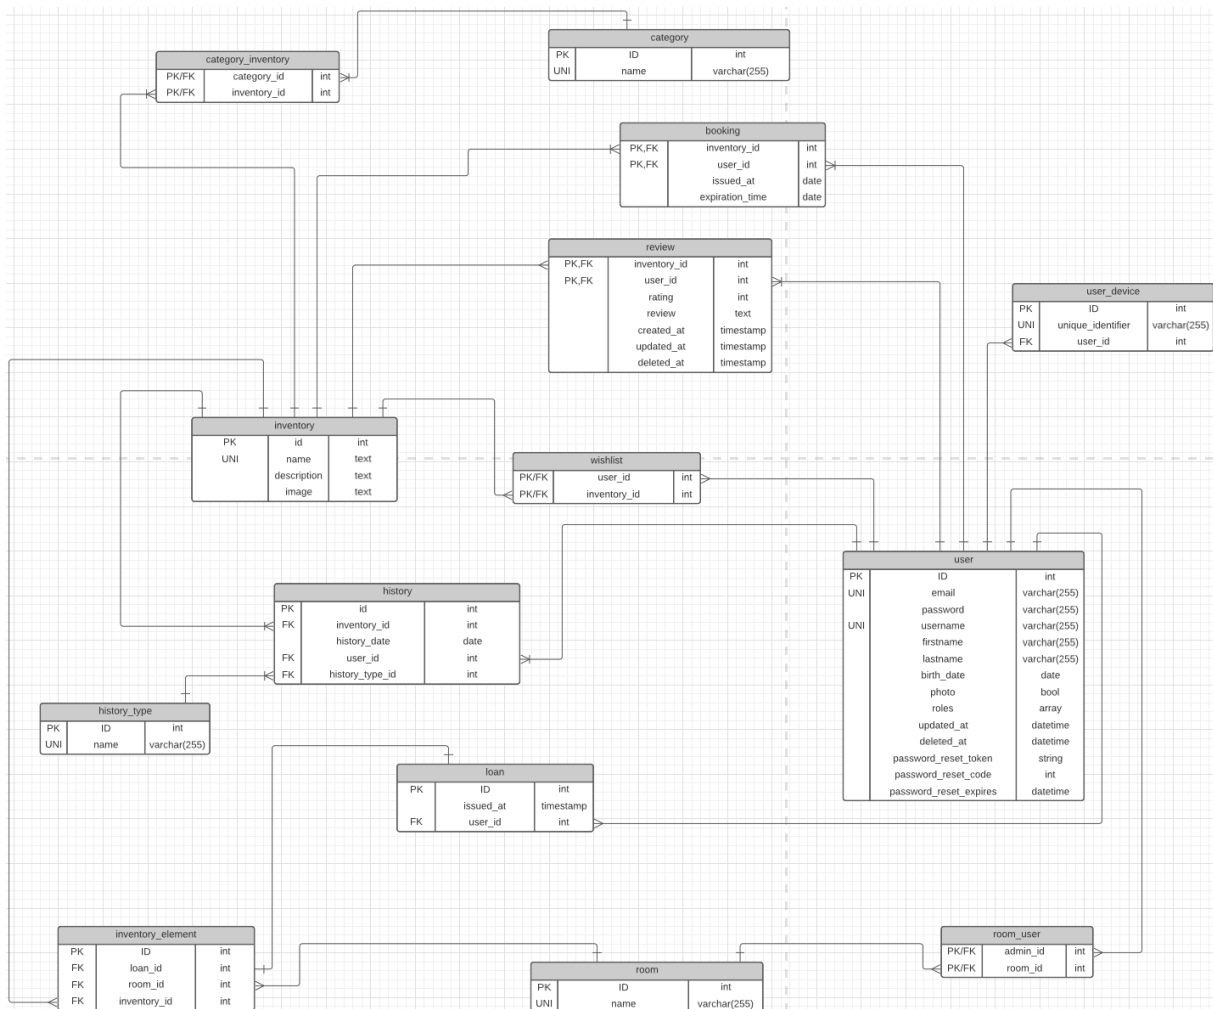 category
PK ID int
UNI name varchar(255)
category_inventory
PK/FK category_id int
PK/FK inventory_id int
booking
PK,FK inventory_id int
PK,FK user_id int
issued_at date
expiration_time date
review
PK,FK inventory_id int
PK,FK user_id int
rating int
review text
created_at timestamp
updated_at timestamp
deleted_at timestamp
user_device
PK ID int
UNI unique_identifier varchar(255)
FK user_id int
inventory
PK id int
UNI name text
description text
image text
wishlist
PK/FK user_id int
PK/FK inventory_id int
user
PK ID int
UNI email varchar(255)
password varchar(255)
UNI username varchar(255)
firstname varchar(255)
lastname varchar(255)
birth_date date
photo bool
roles array
updated_at datetime
deleted_at datetime
password_reset_token string
password_reset_code int
password_reset_expires datetime
history
PK id int
FK inventory_id int
history_date date
FK user_id int
FK history_type_id int
history_type
PK ID int
UNI name varchar(255)
loan
PK ID int
issued_at timestamp
FK user_id int
inventory_element
PK ID int
FK loan_id int
FK room_id int
FK inventory_id int
room
PK ID int
UNI name varchar(255)
room_user
PK/FK admin_id int
PK/FK room_id int